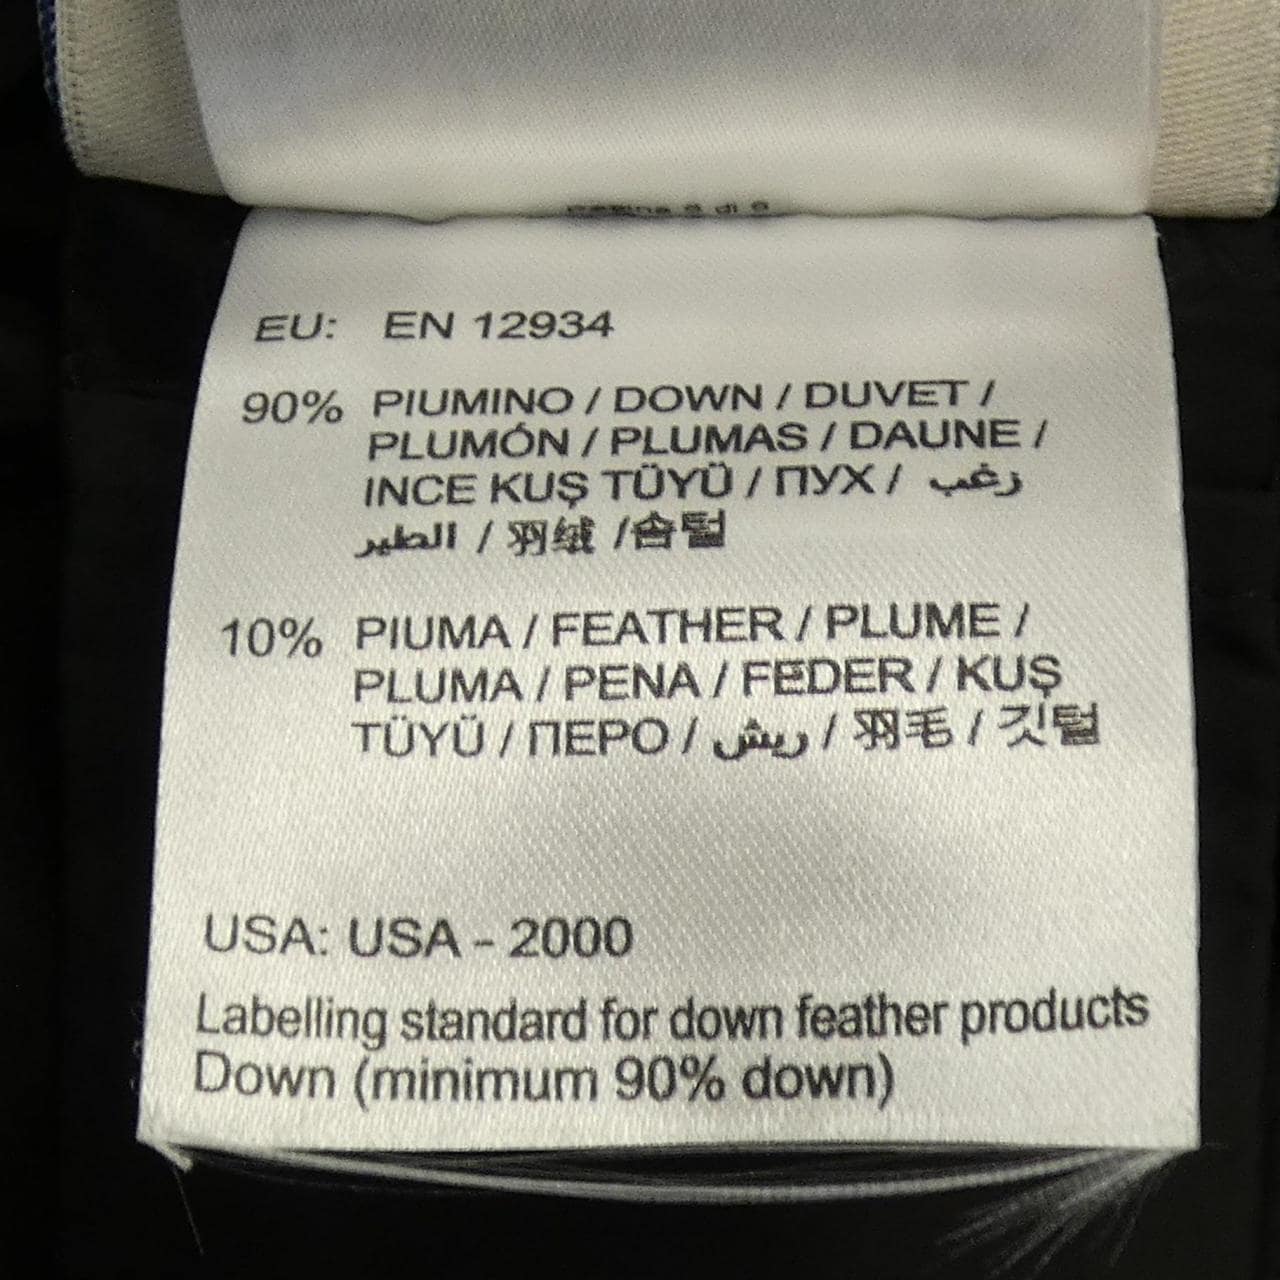 EU: EN 12934
90% PIUMINO / DOWN / DUVET /
PLUMÓN / PLUMAS / DAUNE /
INCE KUŞ TÜYÜ / ПУХ / زغب
الطير / 羽绒 /솜털
10% PIUMA / FEATHER / PLUME /
PLUMA / PENA / FEDER / KUŞ
TÜYÜ / ПЕРО / ريش / 羽毛 / 깃털
USA: USA - 2000
Labelling standard for down feather products
Down (minimum 90% down)